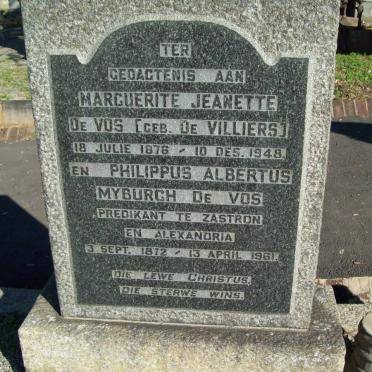 TER
GEDACTENIS AAN
MARGUERITE JEANETTE
DE VOS [GEB. DE VILLIERS]
18 JULIE 1876 - 10 DES. 1948
EN PHILIPPUS ALBERTUS
MYBURGH DE VOS
PREDIKANT TE ZASTRON
EN ALEXANDRIA
3 SEPT. 1872 - 13 APRIL 1961.
DIE LEWE CHRISTUS,
DIE STERWE WINS.